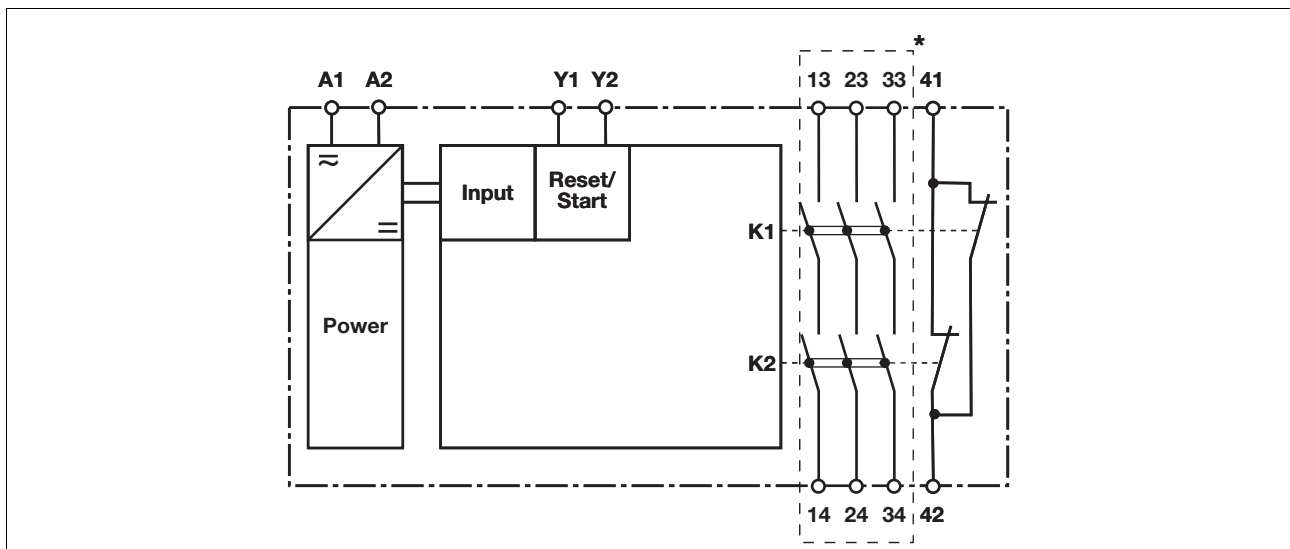 *
A1 A2 Y1 Y2 13 23 33 41
Input
Reset/
Start
K1
Power
K2
14 24 34 42